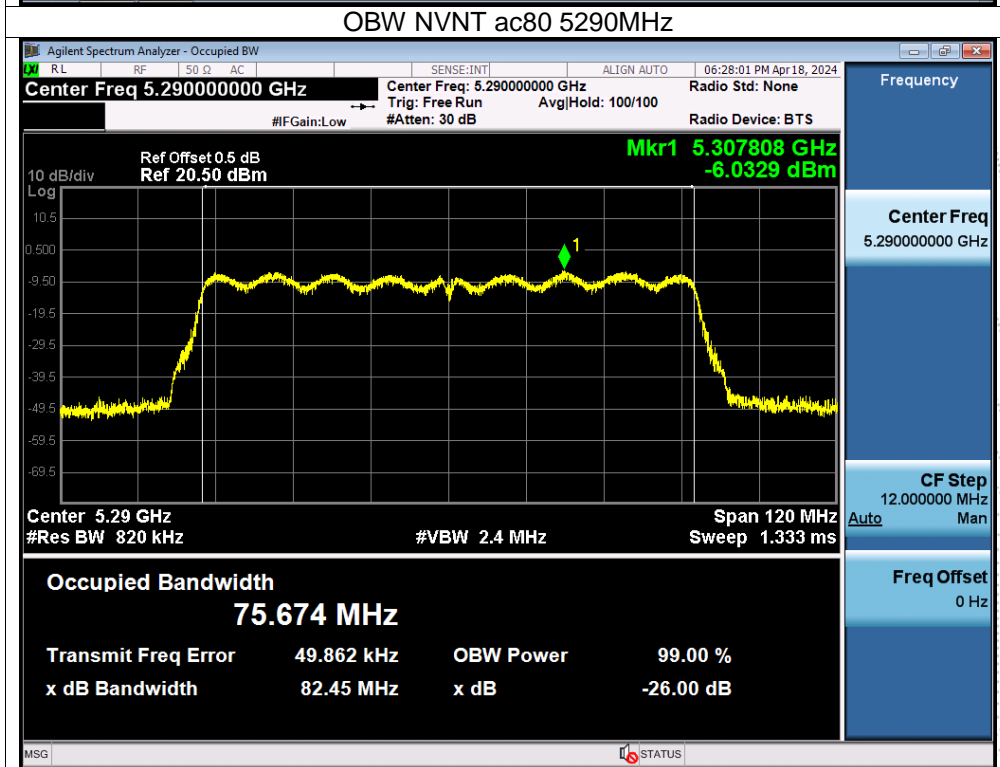 OBW NVNT ac80 5290MHz
Agilent Spectrum Analyzer - Occupied BW
LXI RL RF 50 Ω AC SENSE:INT ALIGN AUTO 06:28:01 PM Apr 18, 2024
Center Freq 5.290000000 GHz
Center Freq: 5.290000000 GHz Radio Std: None
Trig: Free Run Avg|Hold: 100/100
#IFGain:Low #Atten: 30 dB Radio Device: BTS
Frequency
Mkr1 5.307808 GHz
-6.0329 dBm
Ref Offset 0.5 dB
10 dB/div Ref 20.50 dBm
Log
10.5
0.500
-9.50
-19.5
-29.5
-39.5
-49.5
-59.5
-69.5
1
Center 5.29 GHz Span 120 MHz
#Res BW 820 kHz #VBW 2.4 MHz Sweep 1.333 ms
Center Freq
5.290000000 GHz
CF Step
12.000000 MHz
Auto Man
Freq Offset
0 Hz
Occupied Bandwidth
75.674 MHz
Transmit Freq Error 49.862 kHz OBW Power 99.00 %
x dB Bandwidth 82.45 MHz x dB -26.00 dB
MSG STATUS